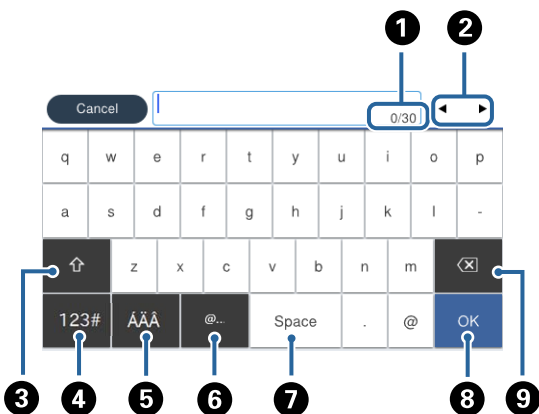 1 2
Cancel 0/30
q w e r t y u i o p
a s d f g h j k l -
z x c v b n m
123# ÁÄÂ @... Space . @ OK
3 4 5 6 7 8 9